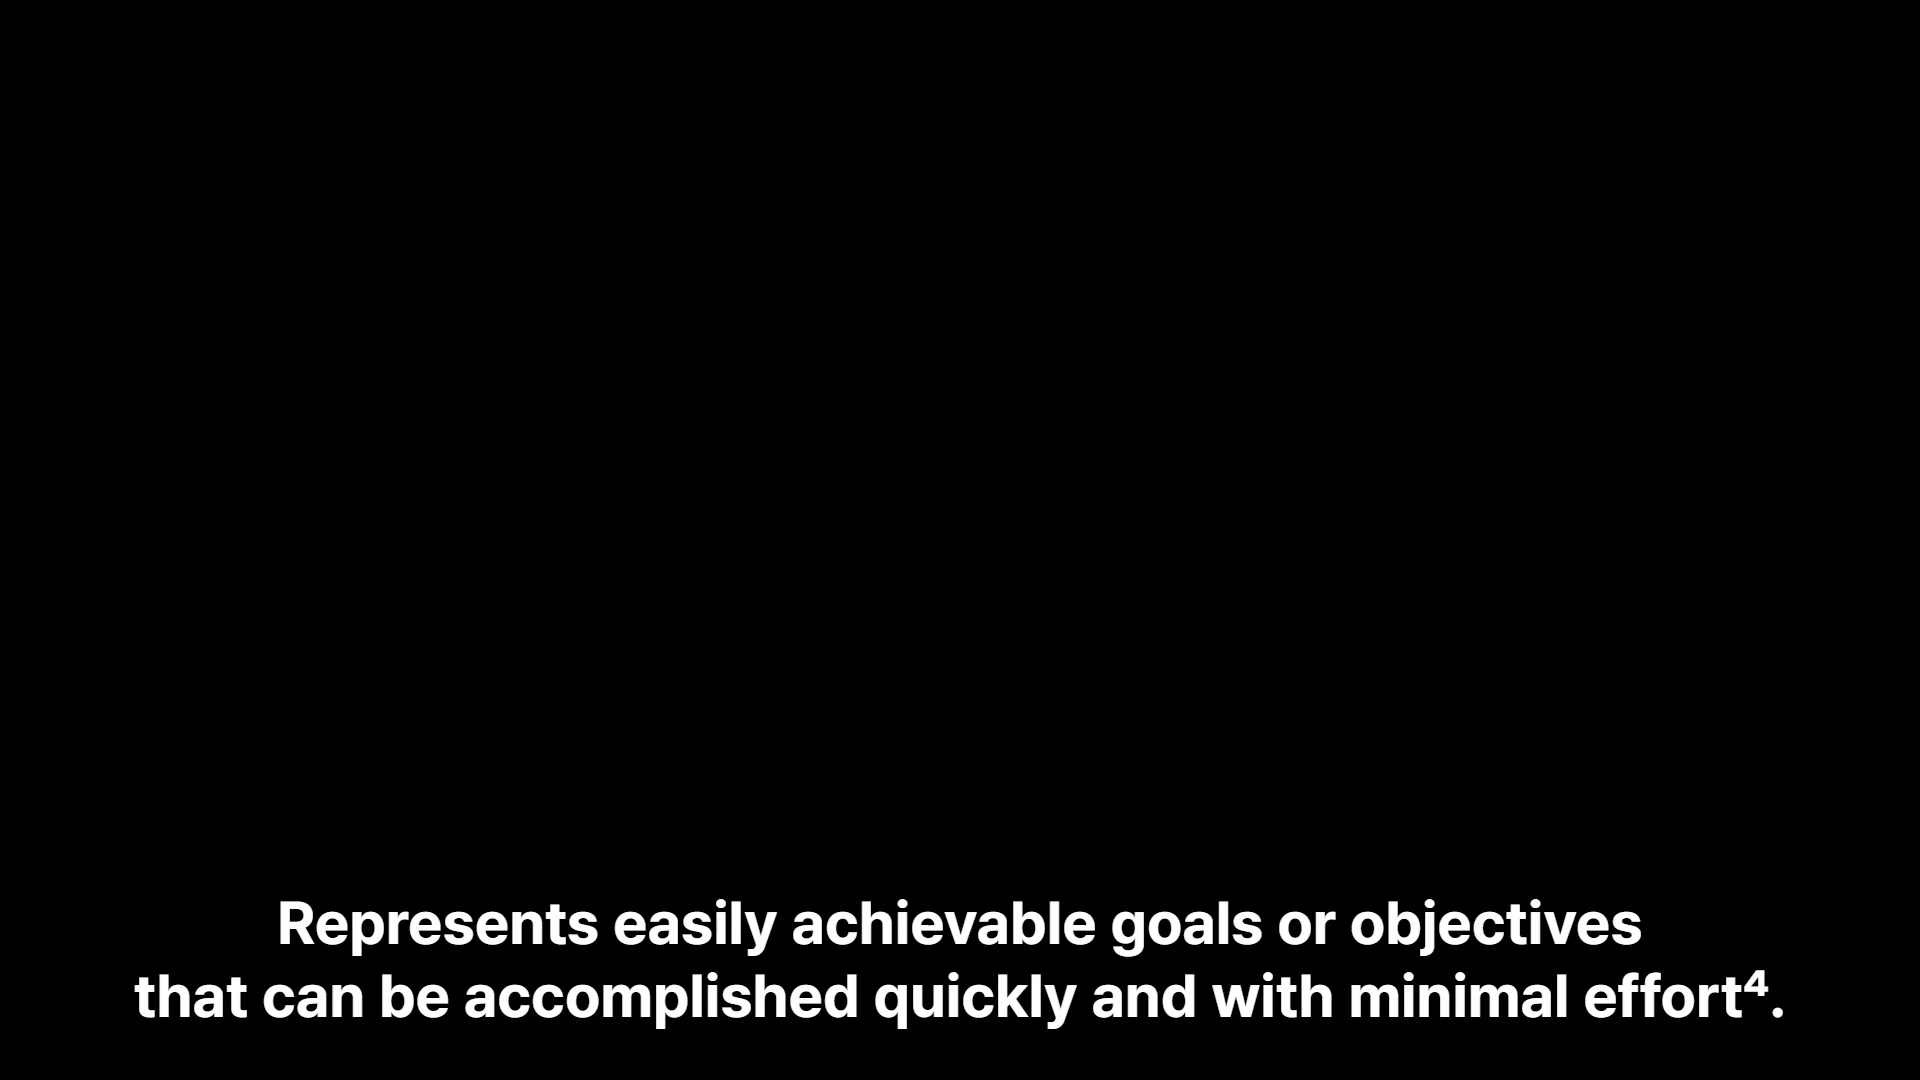 Represents easily achievable goals or objectives
that can be accomplished quickly and with minimal effort⁴.